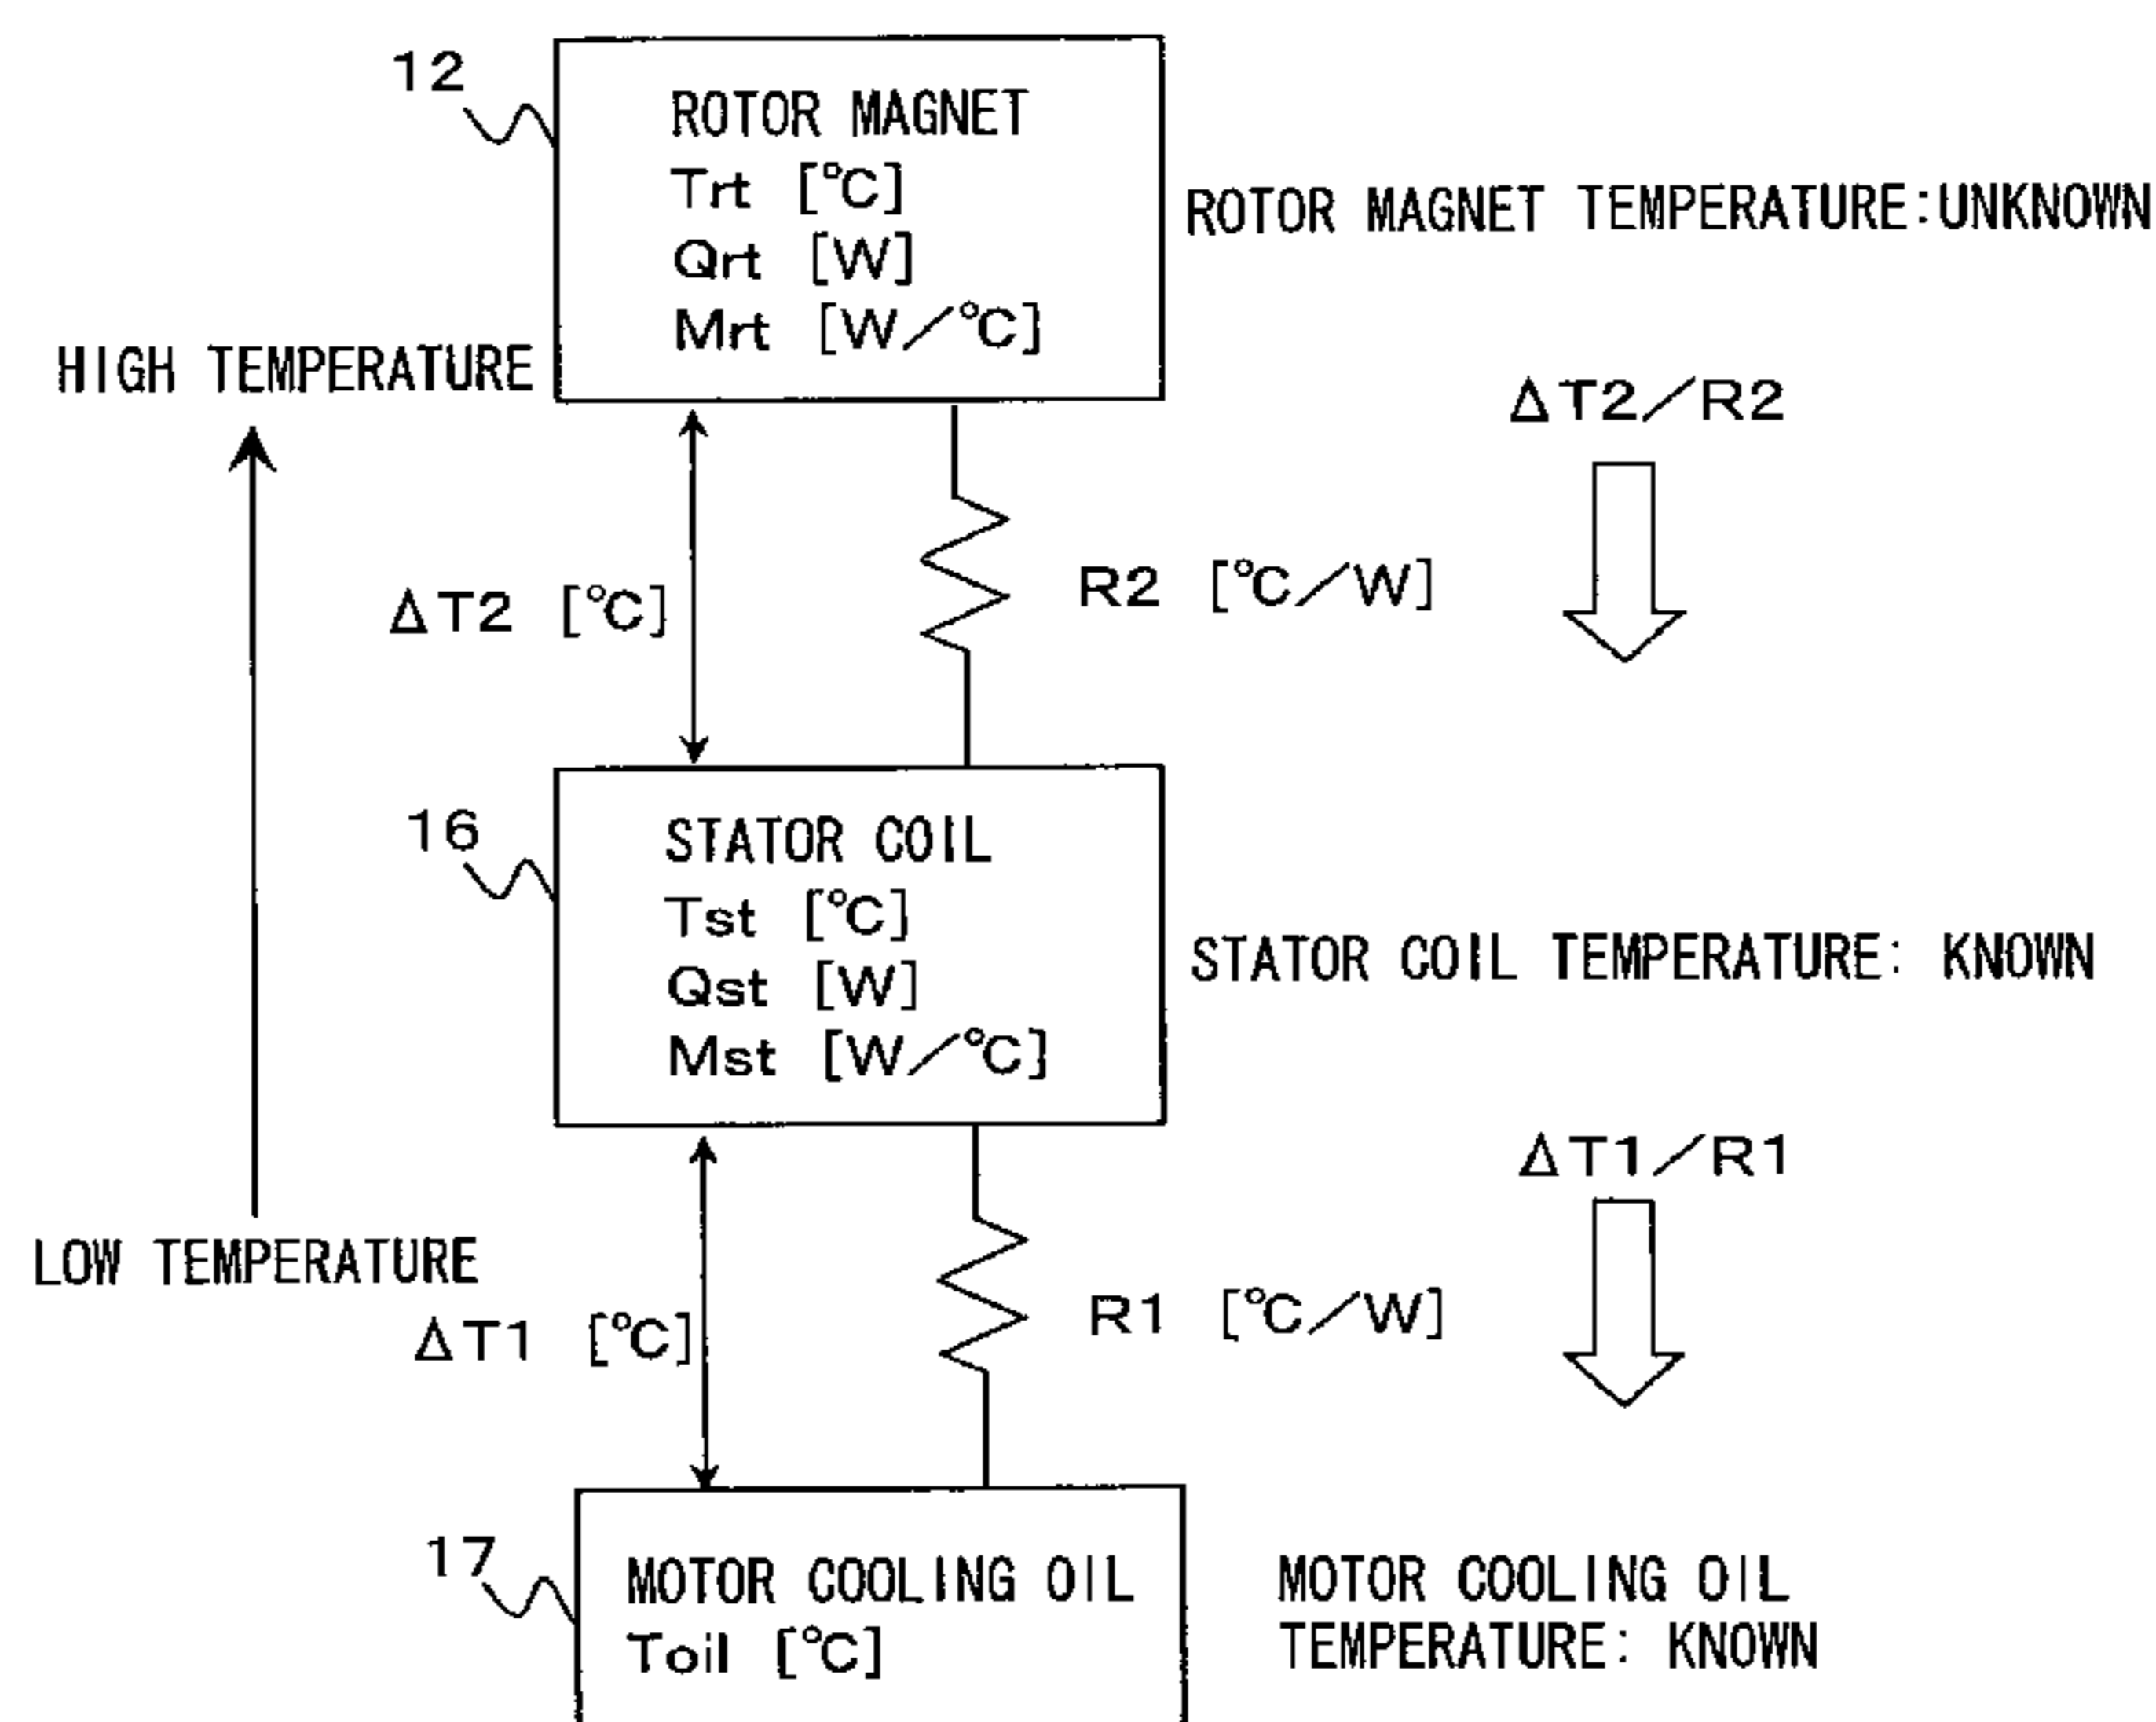 12
ROTOR MAGNET
Trt [°C]
Qrt [W]
Mrt [W/°C]
ROTOR MAGNET TEMPERATURE:UNKNOWN
HIGH TEMPERATURE
ΔT2/R2
ΔT2 [°C]
R2 [°C/W]
16
STATOR COIL
Tst [°C]
Qst [W]
Mst [W/°C]
STATOR COIL TEMPERATURE: KNOWN
ΔT1/R1
LOW TEMPERATURE
ΔT1 [°C]
R1 [°C/W]
17
MOTOR COOLING OIL
Toil [°C]
MOTOR COOLING OIL
TEMPERATURE: KNOWN